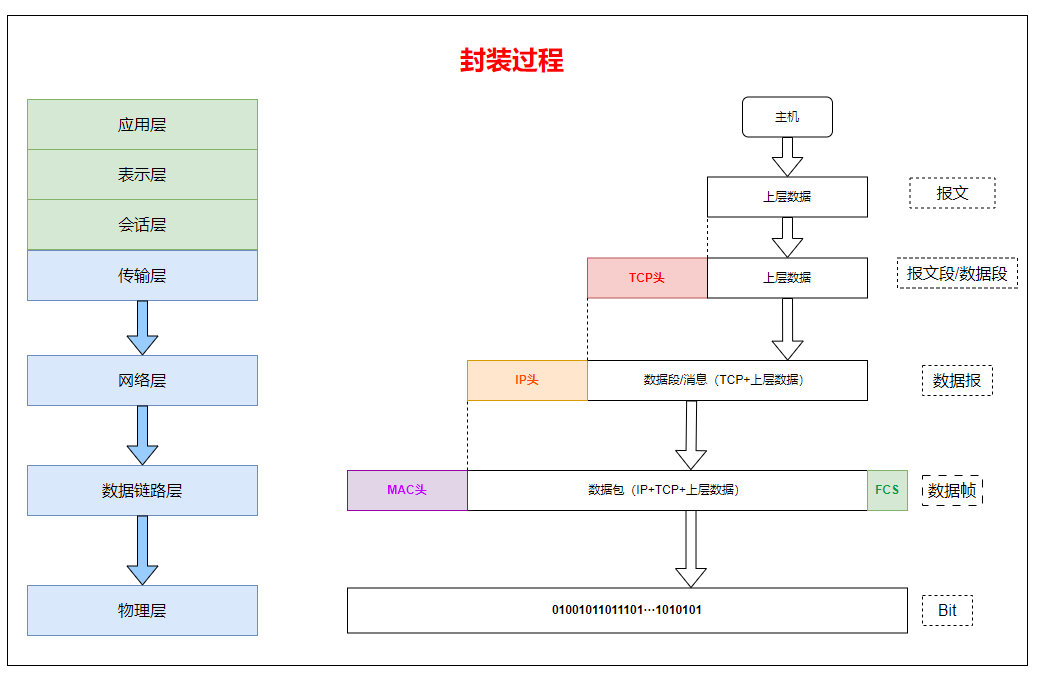 封装过程
应用层
表示层
会话层
传输层
网络层
数据链路层
物理层
主机
上层数据
报文
TCP头
上层数据
报文段/数据段
IP头
数据段/消息（TCP+上层数据）
数据报
MAC头
数据包（IP+TCP+上层数据）
FCS
数据帧
01001011011101···1010101
Bit